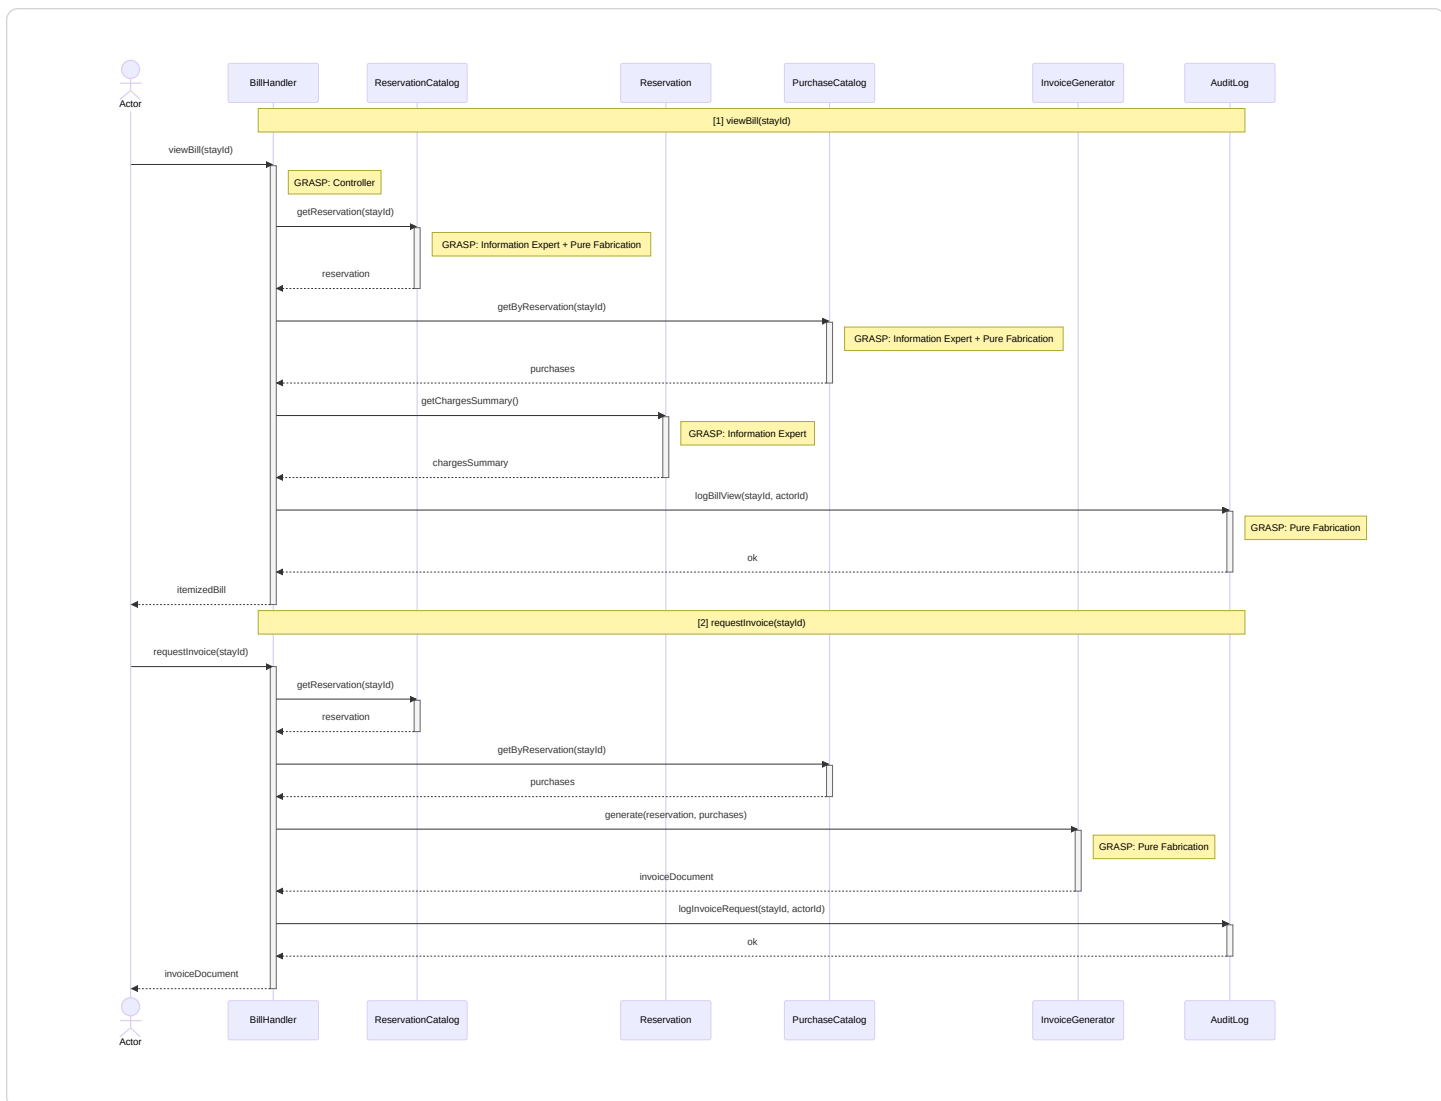 Actor
BillHandler
ReservationCatalog
Reservation
PurchaseCatalog
InvoiceGenerator
AuditLog
[1] viewBill(stayId)
viewBill(stayId)
GRASP: Controller
getReservation(stayId)
GRASP: Information Expert + Pure Fabrication
reservation
getByReservation(stayId)
GRASP: Information Expert + Pure Fabrication
purchases
getChargesSummary()
GRASP: Information Expert
chargesSummary
logBillView(stayId, actorId)
GRASP: Pure Fabrication
ok
itemizedBill
[2] requestInvoice(stayId)
requestInvoice(stayId)
getReservation(stayId)
reservation
getByReservation(stayId)
purchases
generate(reservation, purchases)
GRASP: Pure Fabrication
invoiceDocument
logInvoiceRequest(stayId, actorId)
ok
invoiceDocument
Actor
BillHandler
ReservationCatalog
Reservation
PurchaseCatalog
InvoiceGenerator
AuditLog